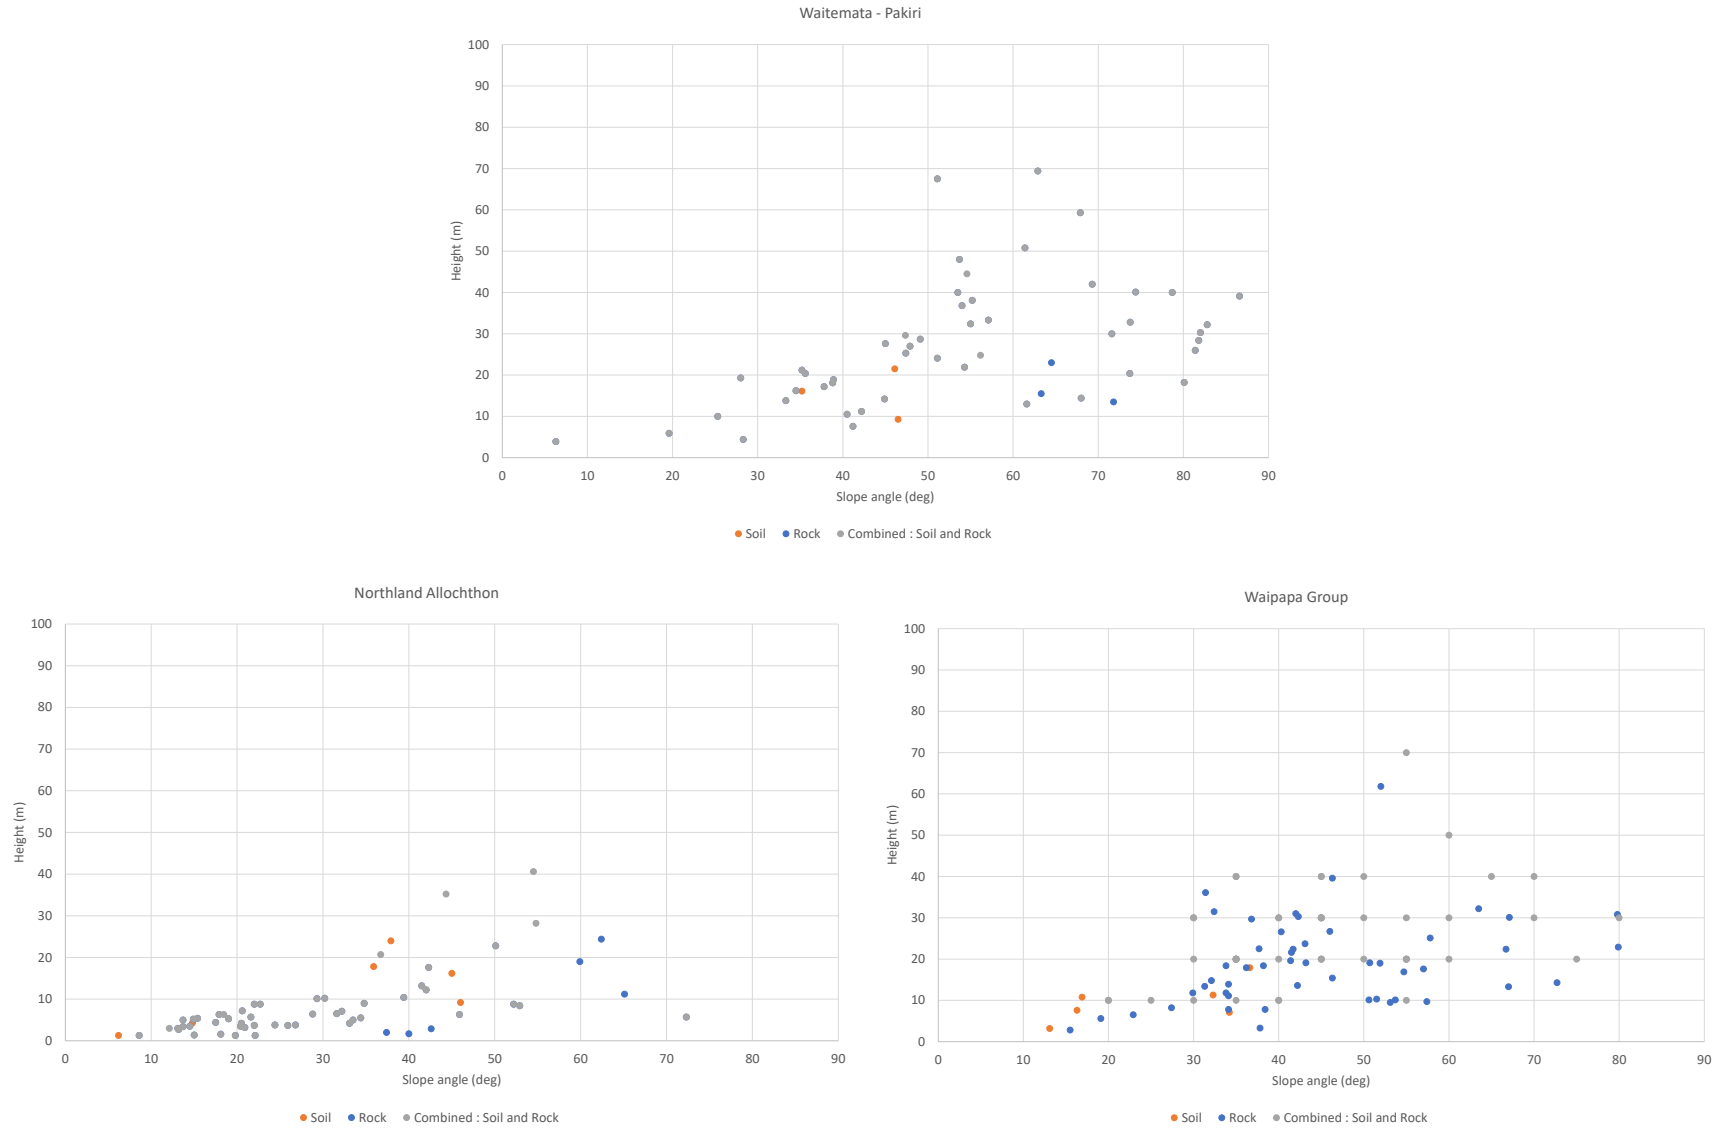 Waitemata - Pakiri
100
90
80
70
60
50
40
30
20
10
0
Height (m)
0 10 20 30 40 50 60 70 80 90
Slope angle (deg)
Soil Rock Combined : Soil and Rock
Northland Allochthon
100
90
80
70
60
50
40
30
20
10
0
Height (m)
0 10 20 30 40 50 60 70 80 90
Slope angle (deg)
Soil Rock Combined : Soil and Rock
Waipapa Group
100
90
80
70
60
50
40
30
20
10
0
Height (m)
0 10 20 30 40 50 60 70 80 90
Slope angle (deg)
Soil Rock Combined : Soil and Rock